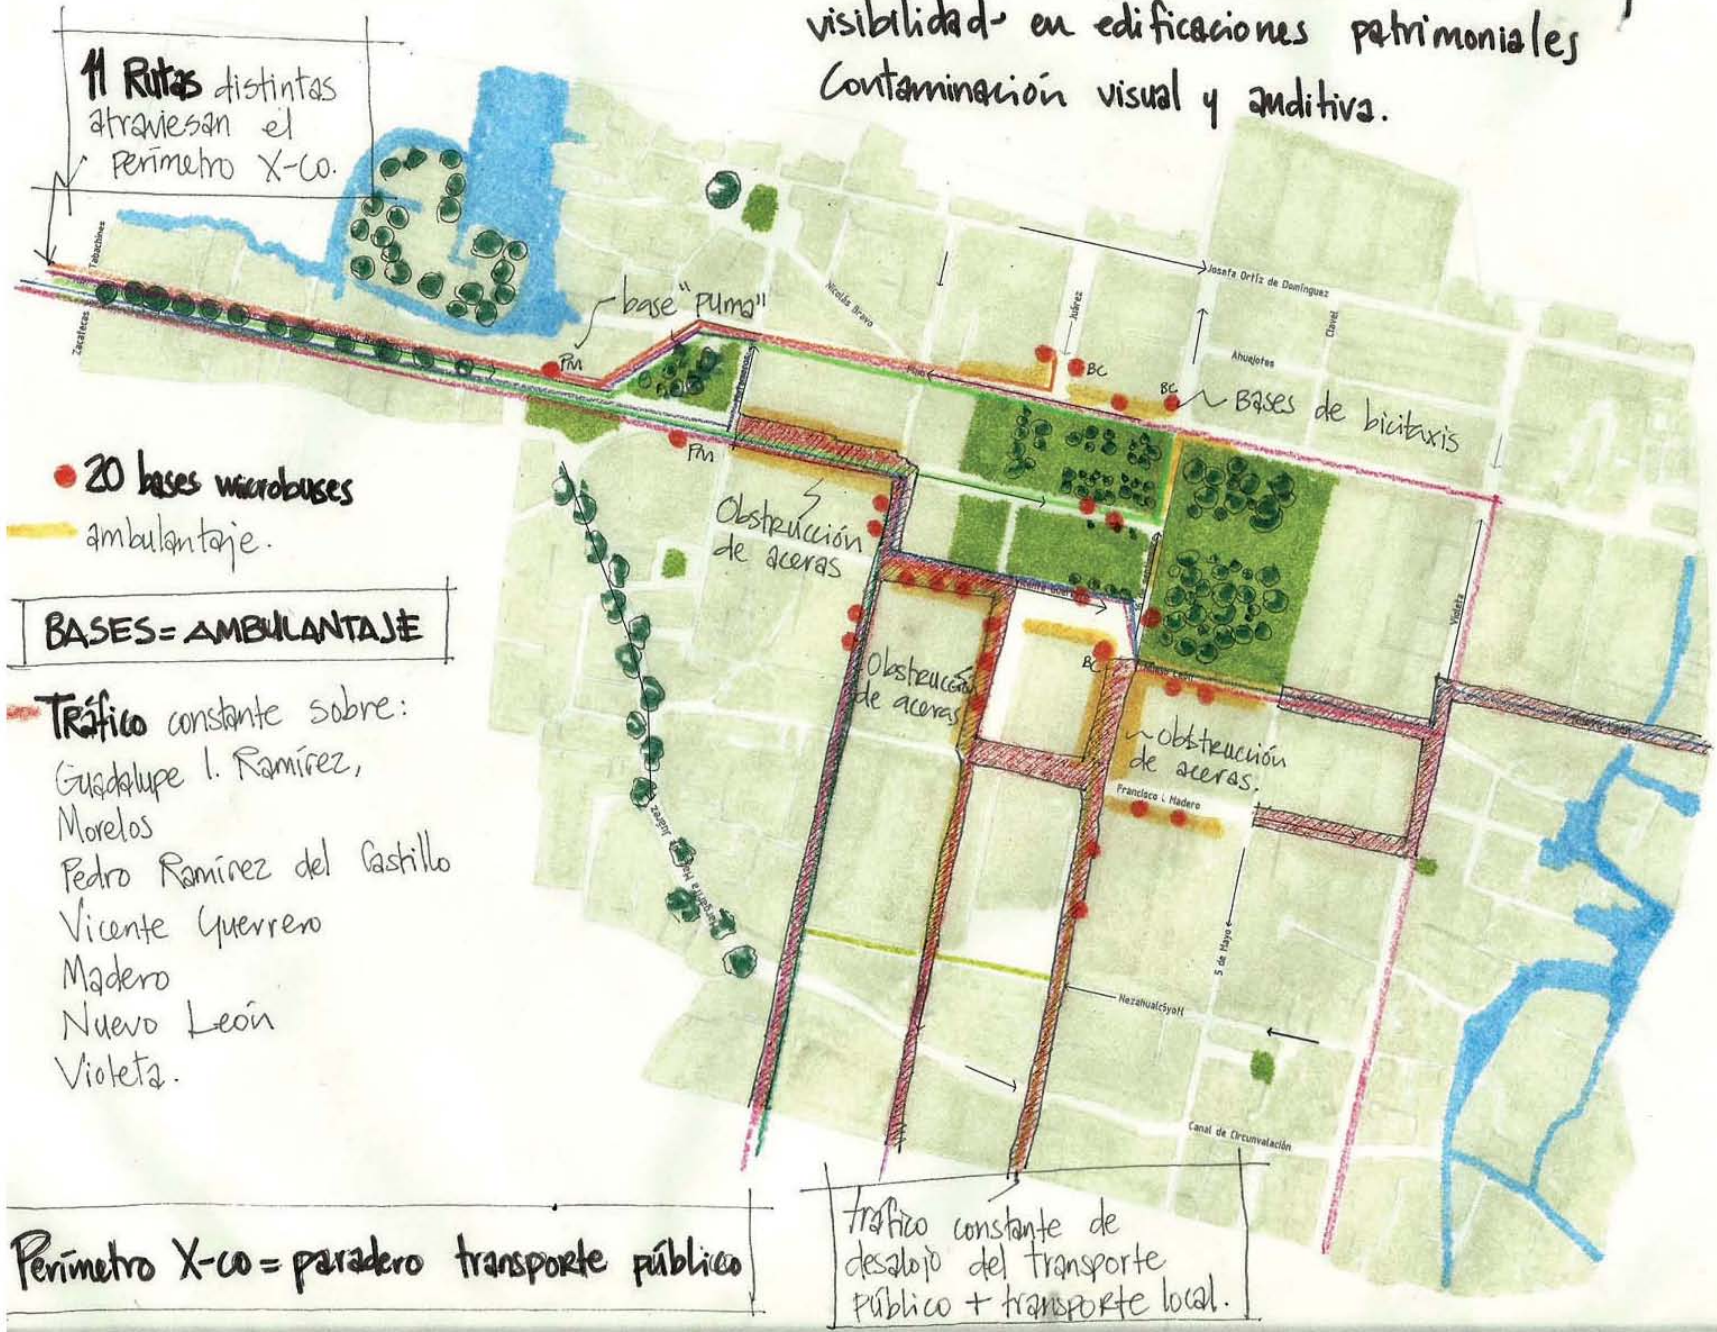 visibilidad en edificaciones patrimoniales
Contaminación visual y auditiva.
11 Rutas distintas
atraviesan el
Perímetro X-co.
Tabachines
Zacatecas
base "puma"
PM
PM
Nicolás Bravo
Juárez
Josefa Ortíz de Domínguez
Clavel
Ahuejotes
BC
BC
Bases de bicitaxis
20 bases microbuses
ambulantaje.
Obstrucción
de aceras
BASES = AMBULANTAJE
Obstrucción
de aceras
BC
Violeta
Nuevo León
Obstrucción
de aceras.
Francisco I. Madero
Tráfico constante sobre:
Guadalupe I. Ramírez,
Morelos
Pedro Ramírez del Castillo
Vicente Guerrero
Madero
Nuevo León
Violeta.
5 de Mayo
Nezahualcóyotl
Canal de Circunvalación
Perímetro X-co = paradero transporte público
tráfico constante de
desalojo del transporte
público + transporte local.